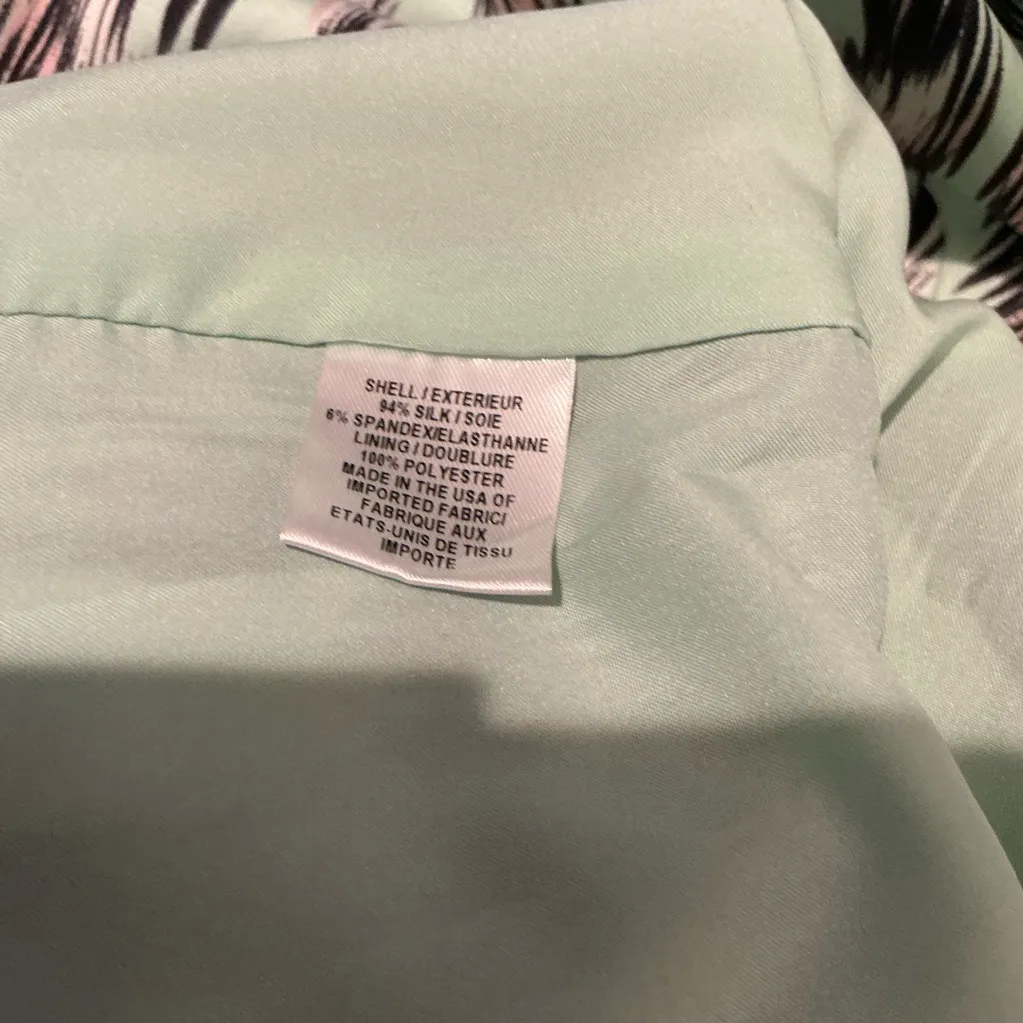 SHELL / EXTERIEUR
94% SILK / SOIE
6% SPANDEX/ELASTHANNE
LINING / DOUBLURE
100% POLYESTER
MADE IN THE USA OF
IMPORTED FABRIC/
FABRIQUE AUX
ETATS-UNIS DE TISSU
IMPORTE